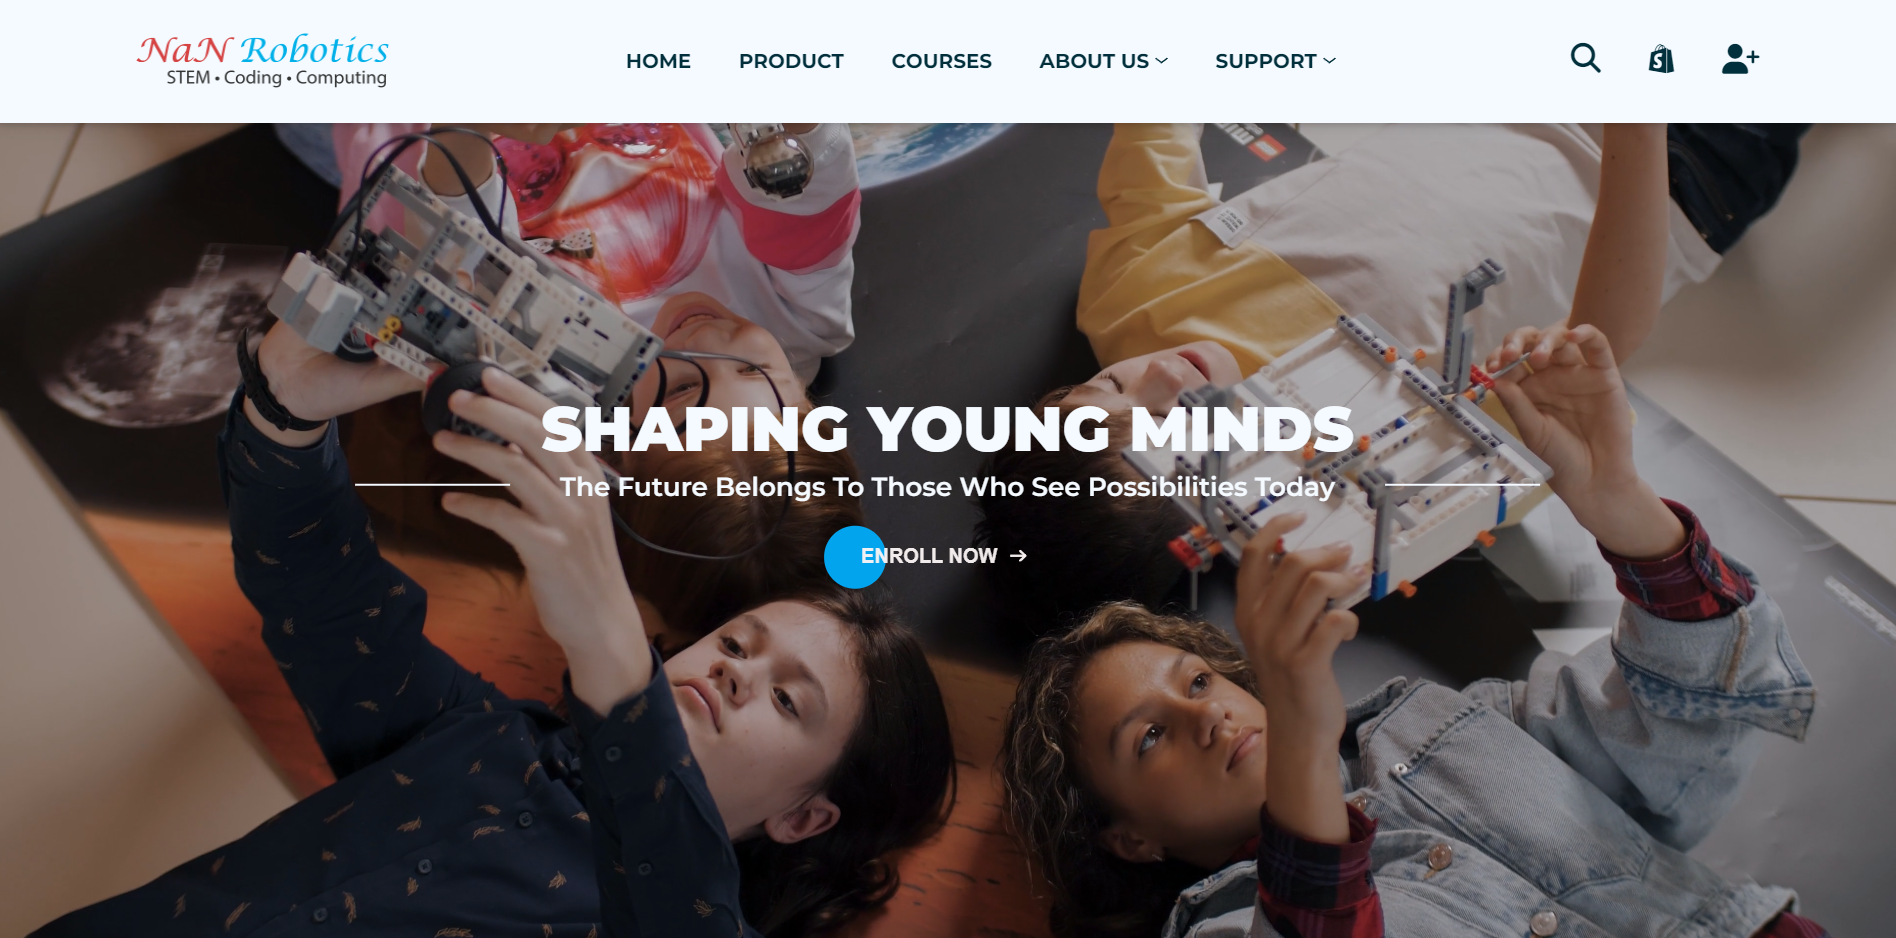 NaN Robotics
STEM • Coding • Computing
HOME
PRODUCT
COURSES
ABOUT US
SUPPORT
SHAPING YOUNG MINDS
The Future Belongs To Those Who See Possibilities Today
ENROLL NOW →